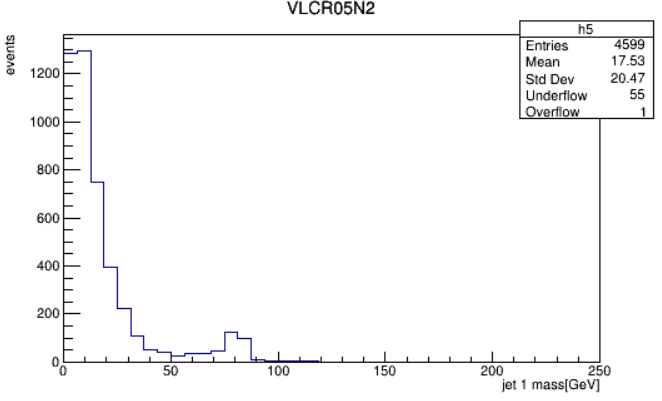 VLCR05N2
h5
Entries 4599
Mean 17.53
Std Dev 20.47
Underflow 55
Overflow 1
events
1200
1000
800
600
400
200
0
0 50 100 150 200 250
jet 1 mass[GeV]